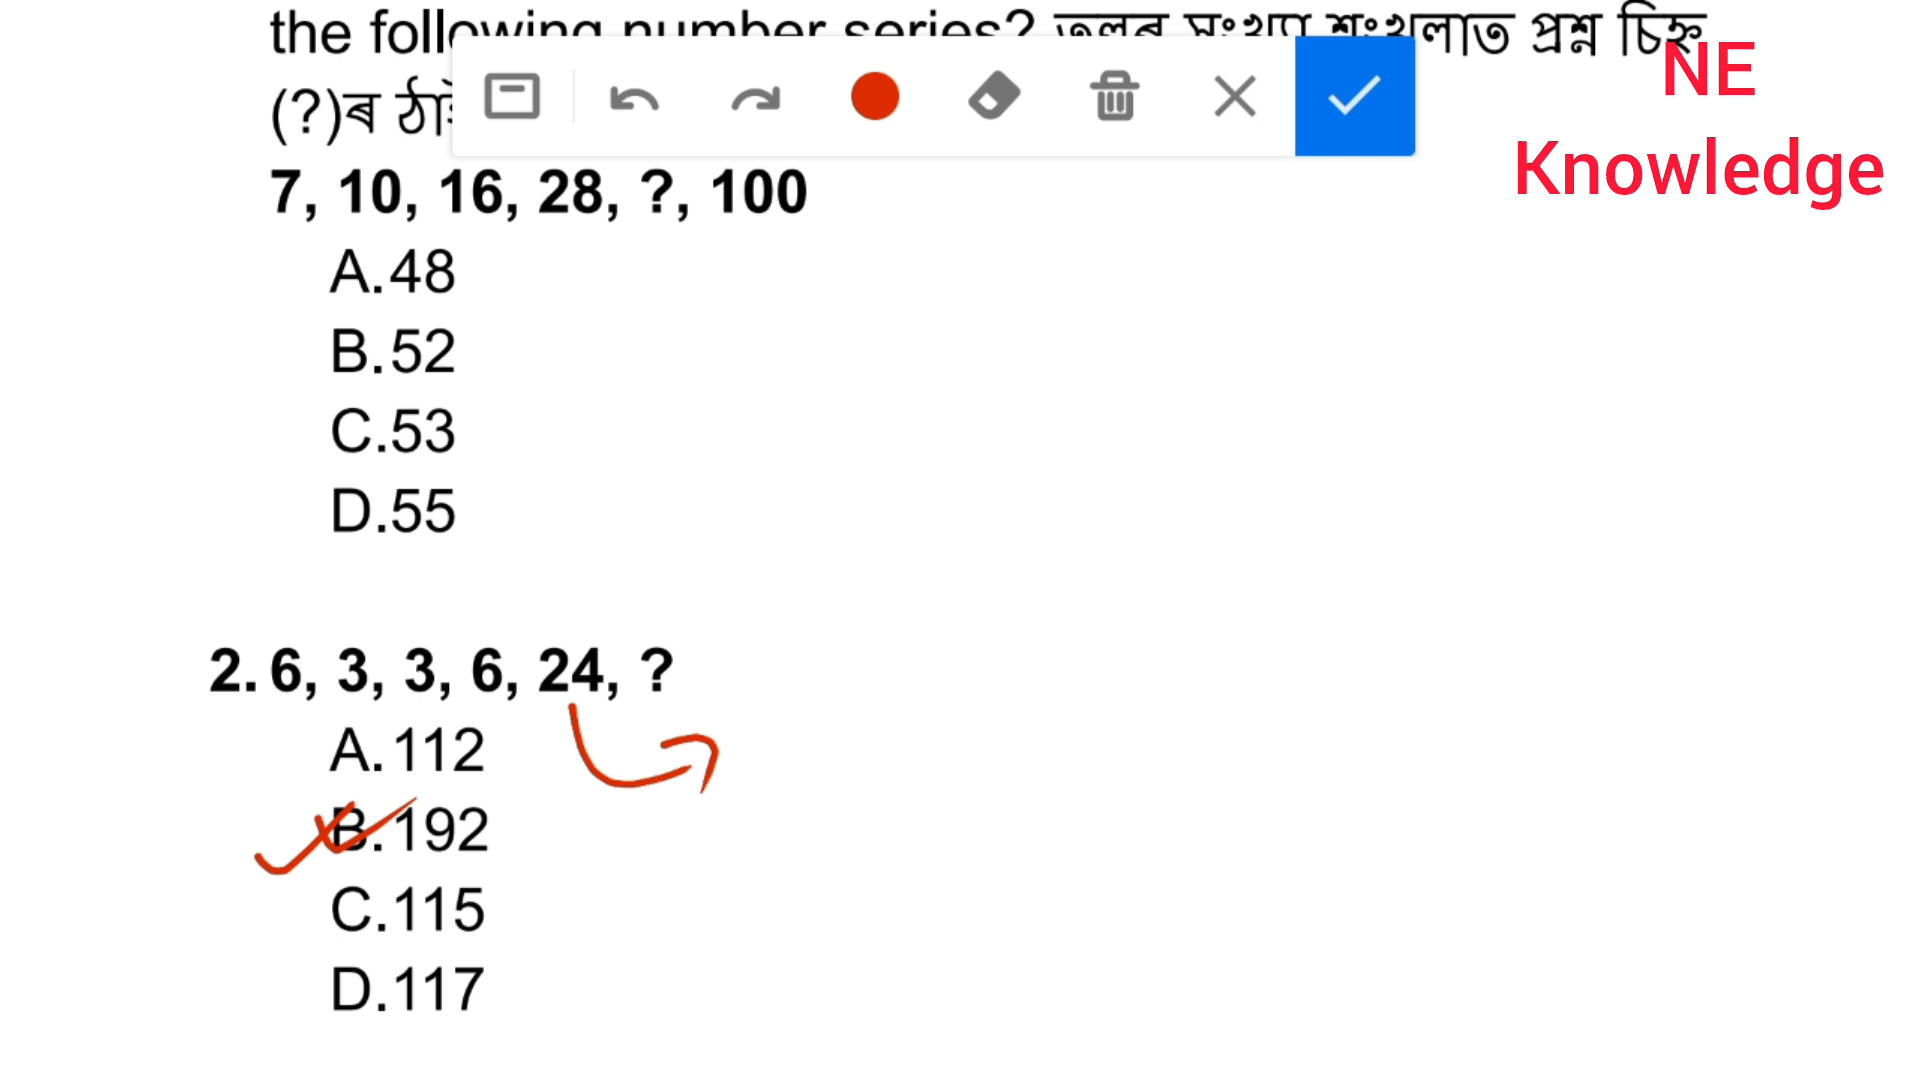 the following number series? তলৰ সংখ্যা শৃংখলাত প্ৰশ্ন চিহ্ন
(?)ৰ
7, 10, 16, 28, ?, 100
A.48
B.52
C.53
D.55
2. 6, 3, 3, 6, 24, ?
A.112
B.192
C.115
D.117
NE
Knowledge